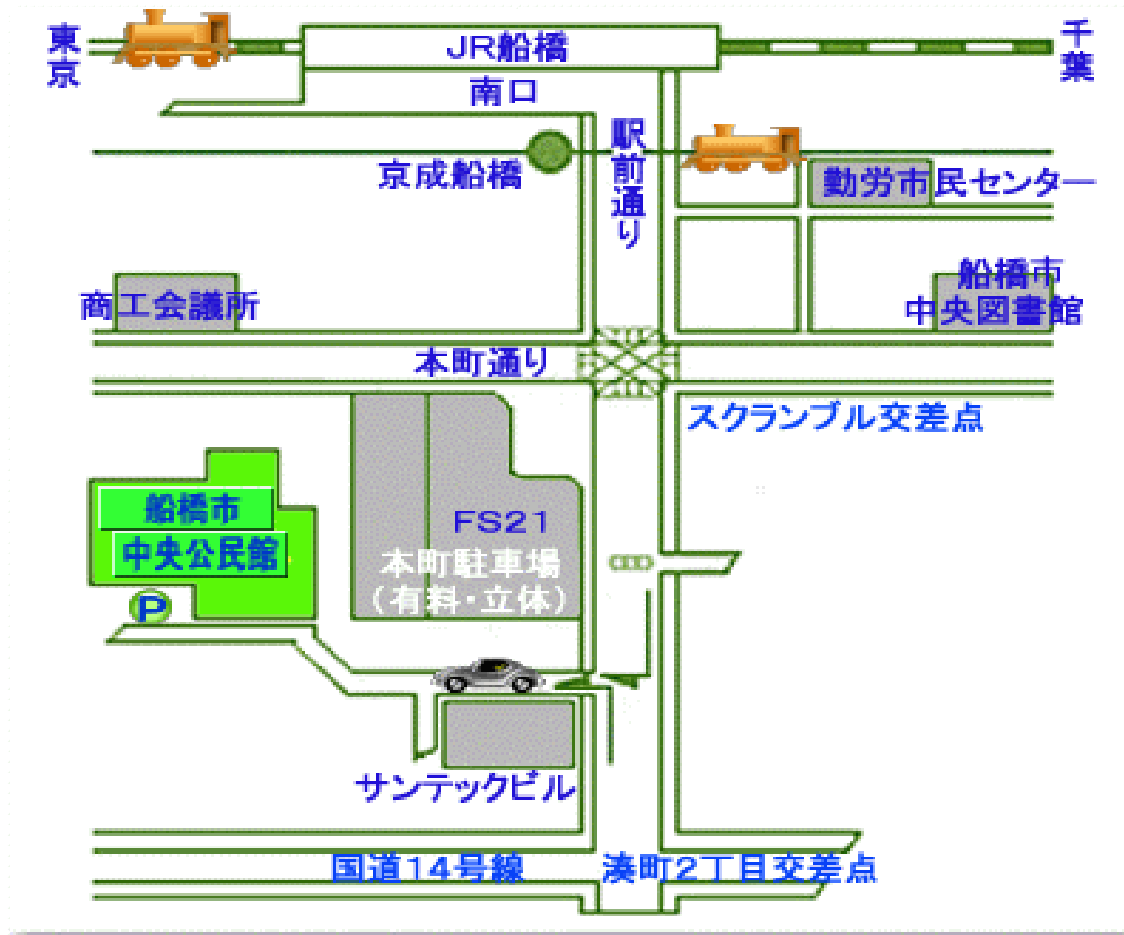 東京
JR船橋
千葉
南口
駅前通り
京成船橋
勤労市民センター
船橋市
中央図書館
商工会議所
本町通り
スクランブル交差点
船橋市
中央公民館
P
FS21
本町駐車場
(有料・立体)
サンテックビル
国道14号線
湊町2丁目交差点